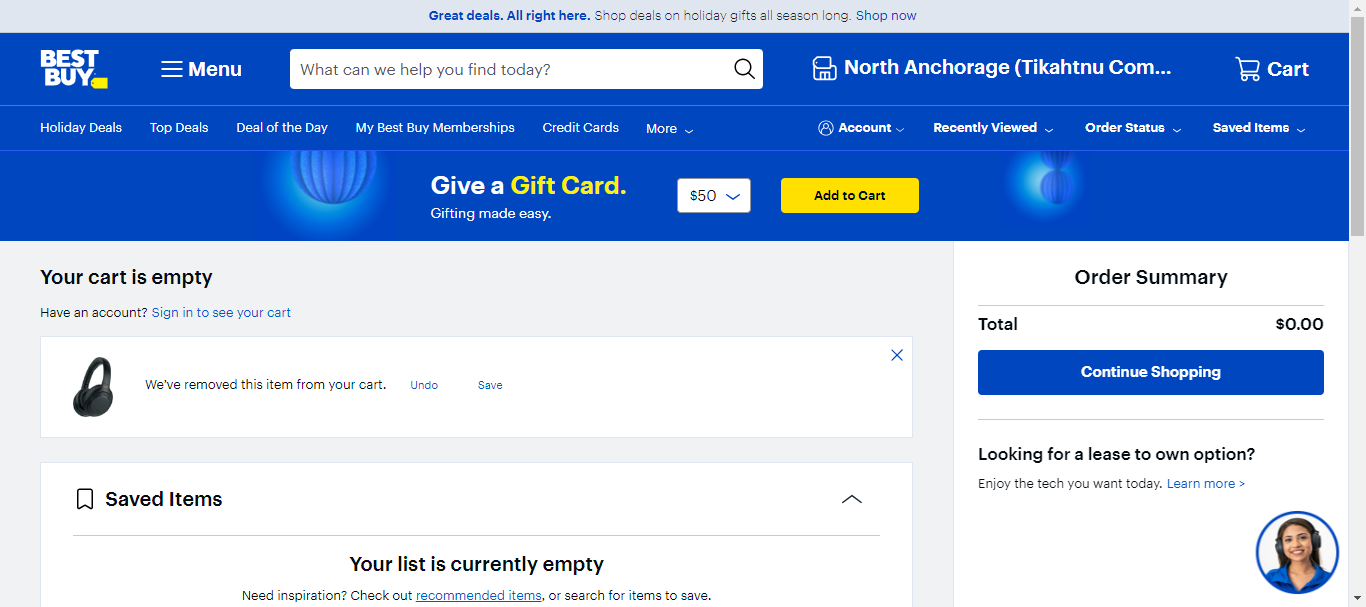 Great deals. All right here. Shop deals on holiday gifts all season long. Shop now
BEST BUY
Menu
What can we help you find today?
North Anchorage (Tikahtnu Com...
Cart
Holiday Deals
Top Deals
Deal of the Day
My Best Buy Memberships
Credit Cards
More
Account
Recently Viewed
Order Status
Saved Items
Give a Gift Card.
Gifting made easy.
$50
Add to Cart
Your cart is empty
Have an account? Sign in to see your cart
We've removed this item from your cart.
Undo
Save
Saved Items
Your list is currently empty
Need inspiration? Check out recommended items, or search for items to save.
Order Summary
Total $0.00
Continue Shopping
Looking for a lease to own option?
Enjoy the tech you want today. Learn more >